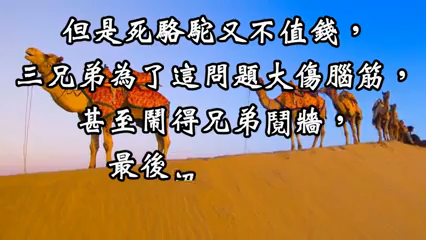 但是死駱駝又不值錢，
三兄弟為了這問題大傷腦筋，
甚至鬧得兄弟鬩牆，
最後